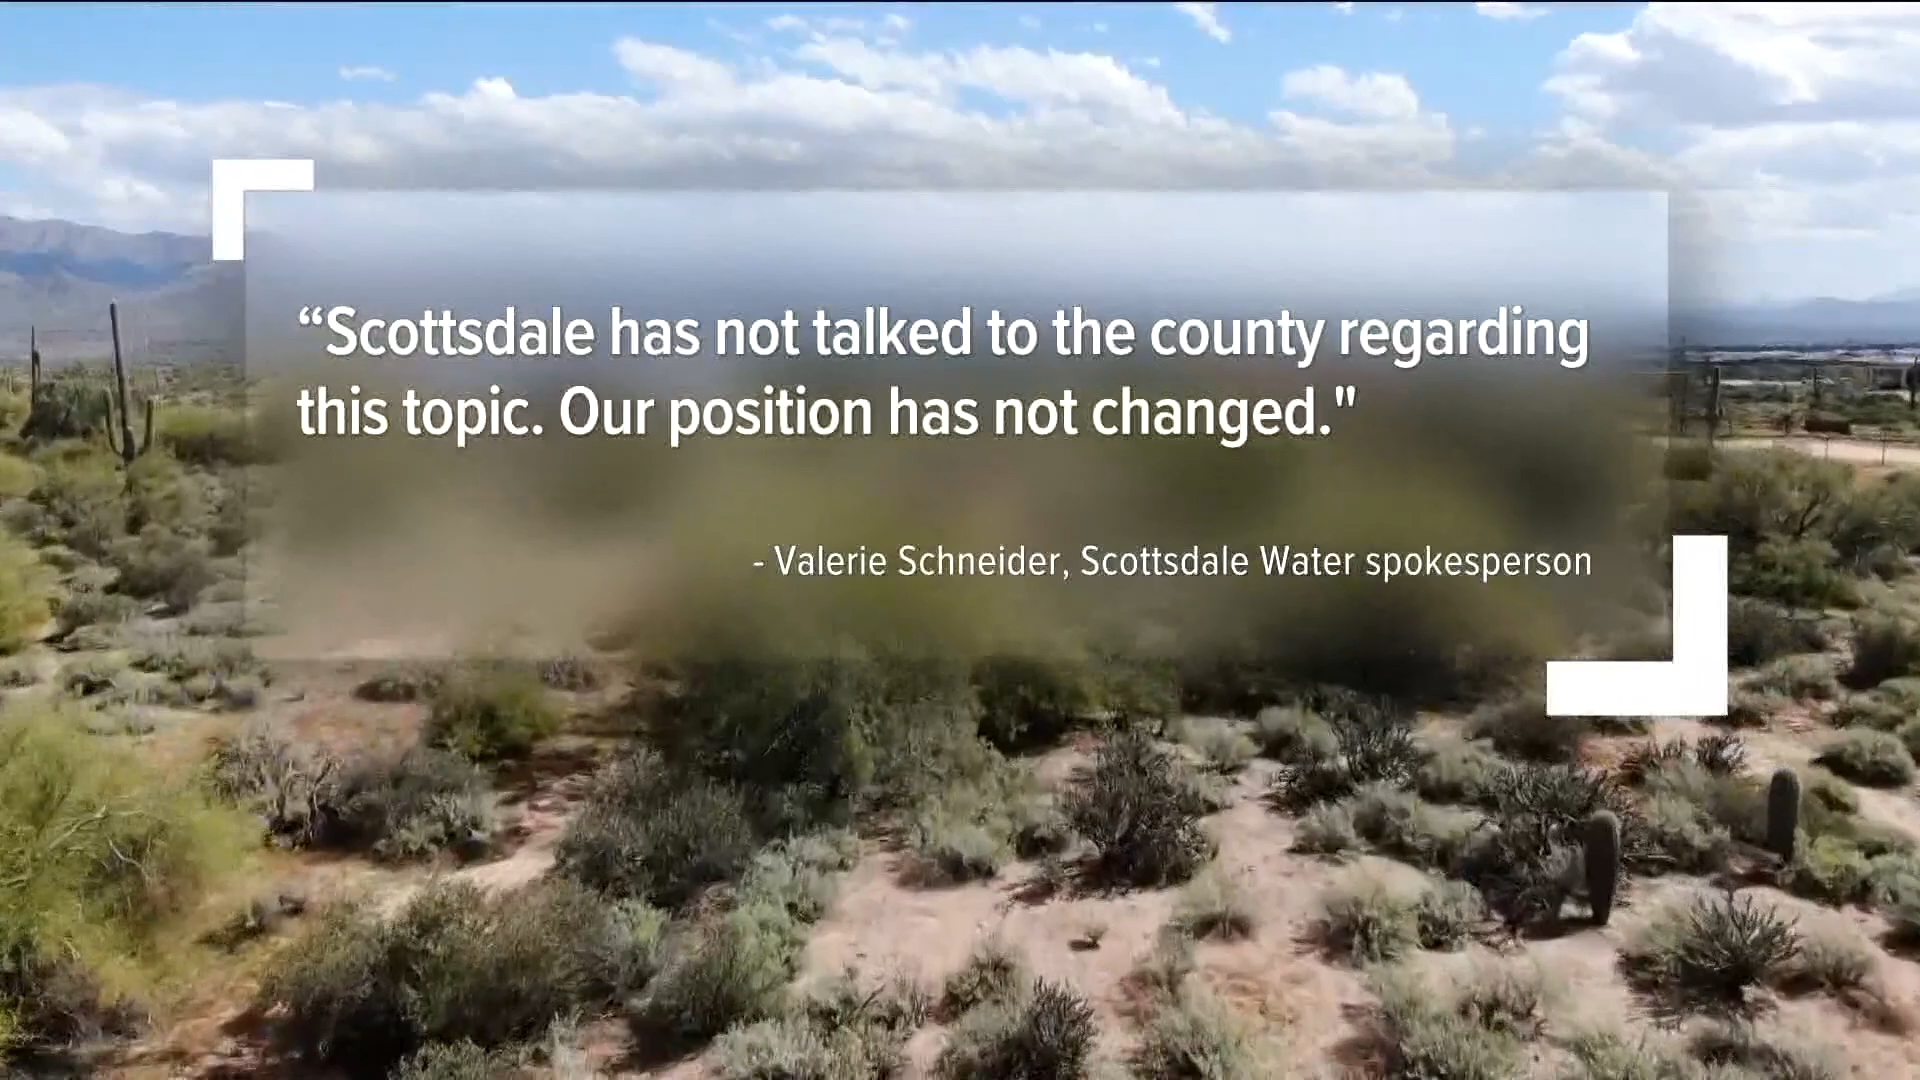 “Scottsdale has not talked to the county regarding
this topic. Our position has not changed."
- Valerie Schneider, Scottsdale Water spokesperson